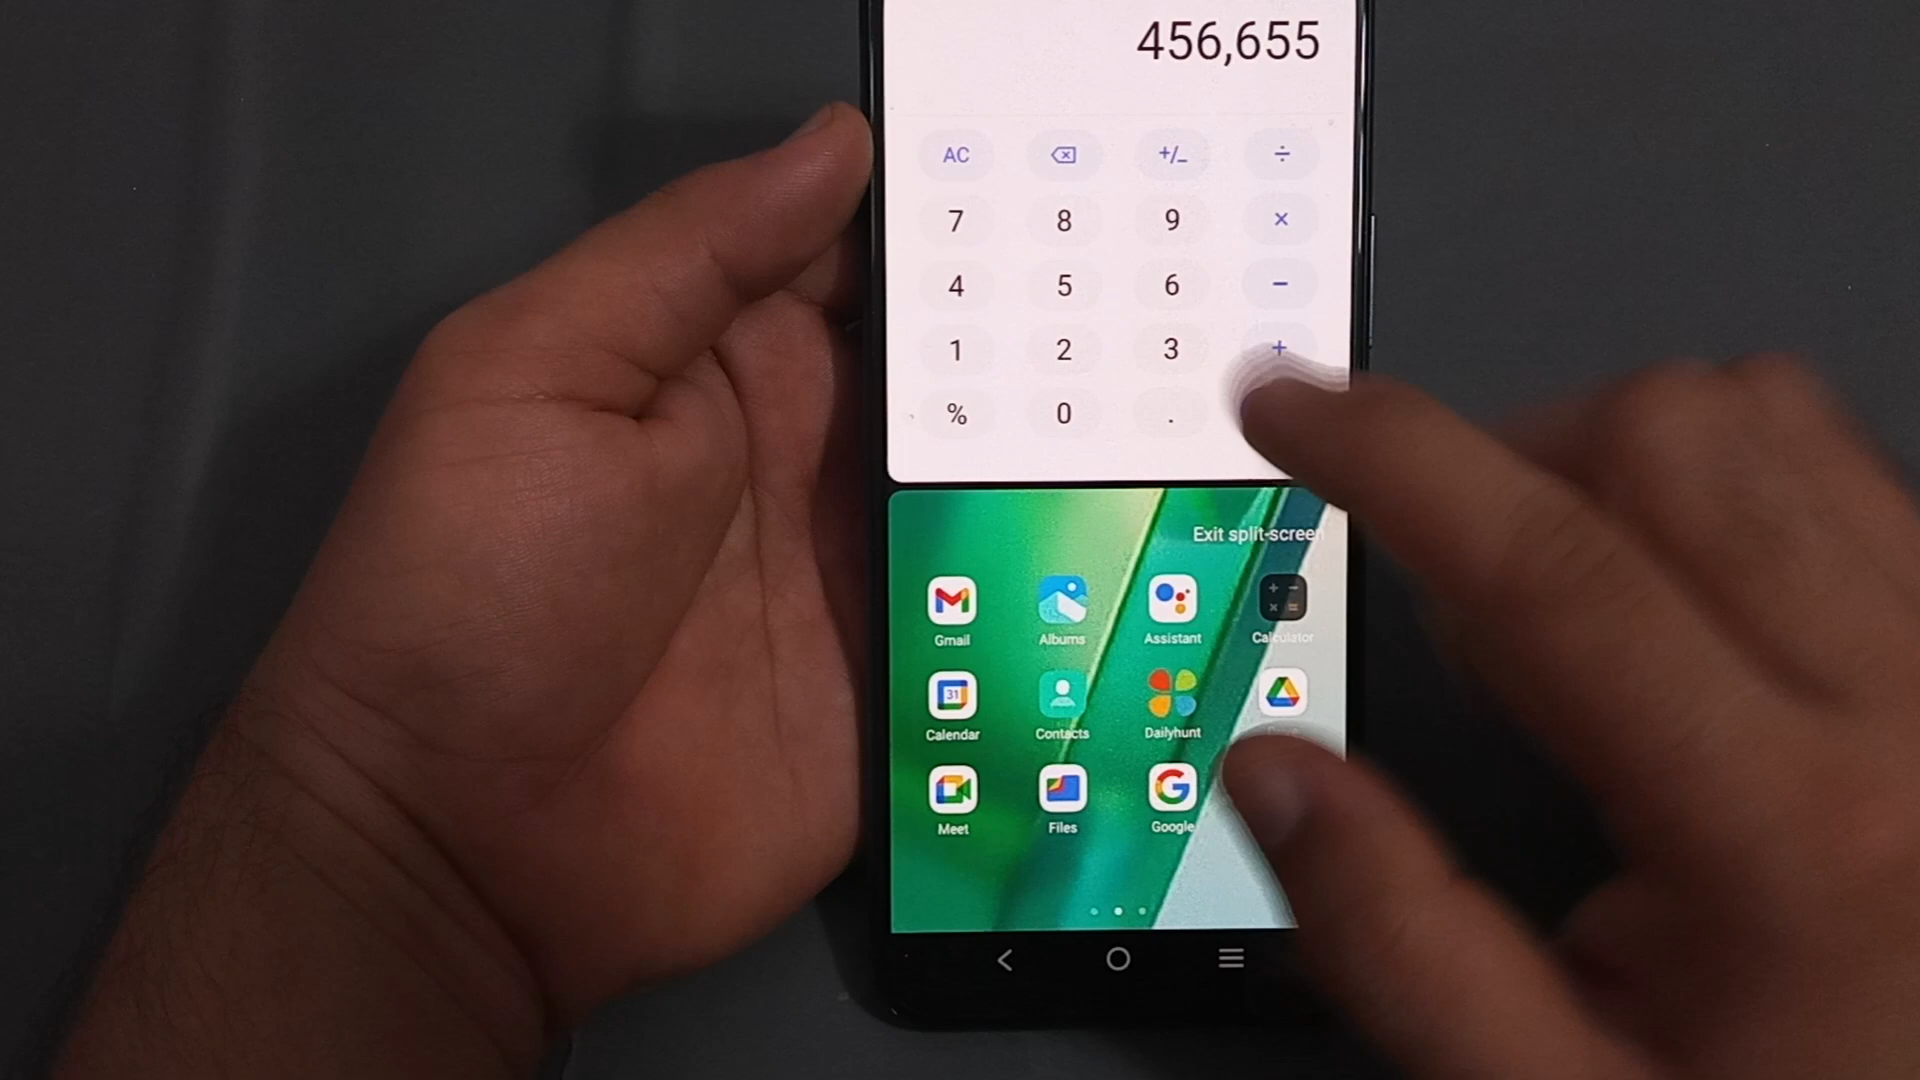 456,655
AC +/- ÷
7 8 9 ×
4 5 6 −
1 2 3 +
% 0 .
Exit split-screen
Gmail Albums Assistant Calculator
31
Calendar Contacts Dailyhunt
Meet Files Google